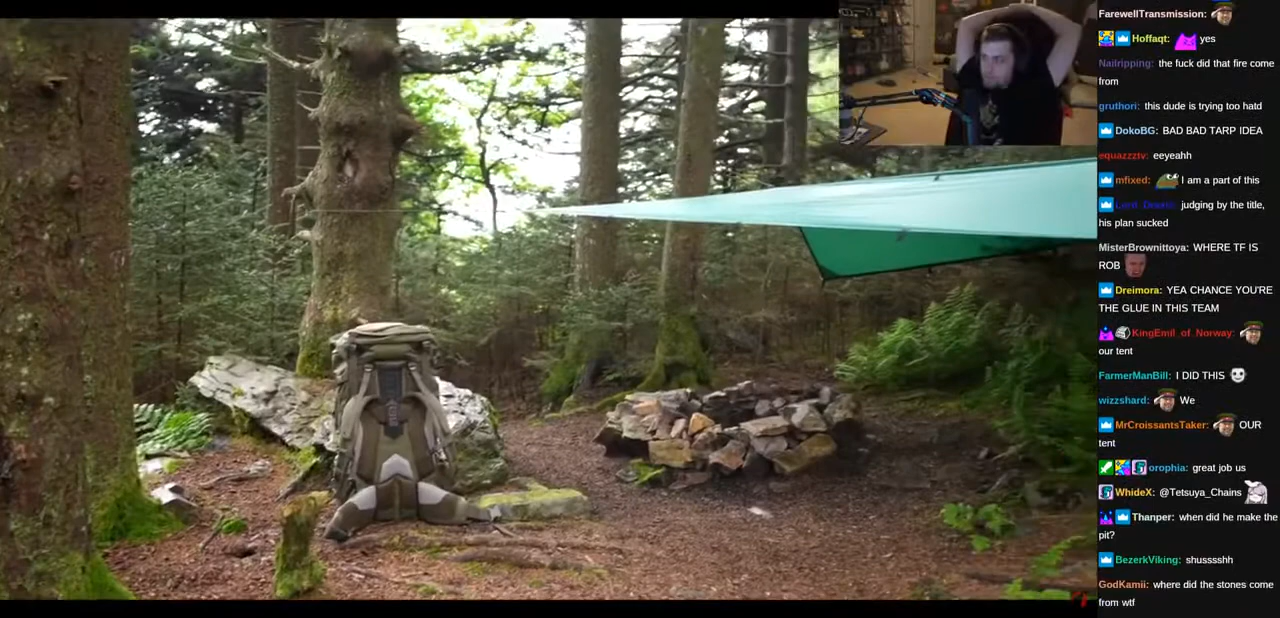 FarewellTransmission:
Hoffaqt: yes
Nailripping: the fuck did that fire come
from
gruthori: this dude is trying too hatd
DokoBG: BAD BAD TARP IDEA
equazzztv: eeyeahh
mfixed: I am a part of this
judging by the title,
his plan sucked
MisterBrownittoya: WHERE TF IS
ROB
Dreimora: YEA CHANCE YOU'RE
THE GLUE IN THIS TEAM
KingEmil_of_Norway:
our tent
FarmerManBill: I DID THIS
wizzshard: We
MrCroissantsTaker: OUR
tent
orophia: great job us
WhideX: @Tetsuya_Chains
Thanper: when did he make the
pit?
BezerkViking: shusssshh
GodKamii: where did the stones come
from wtf